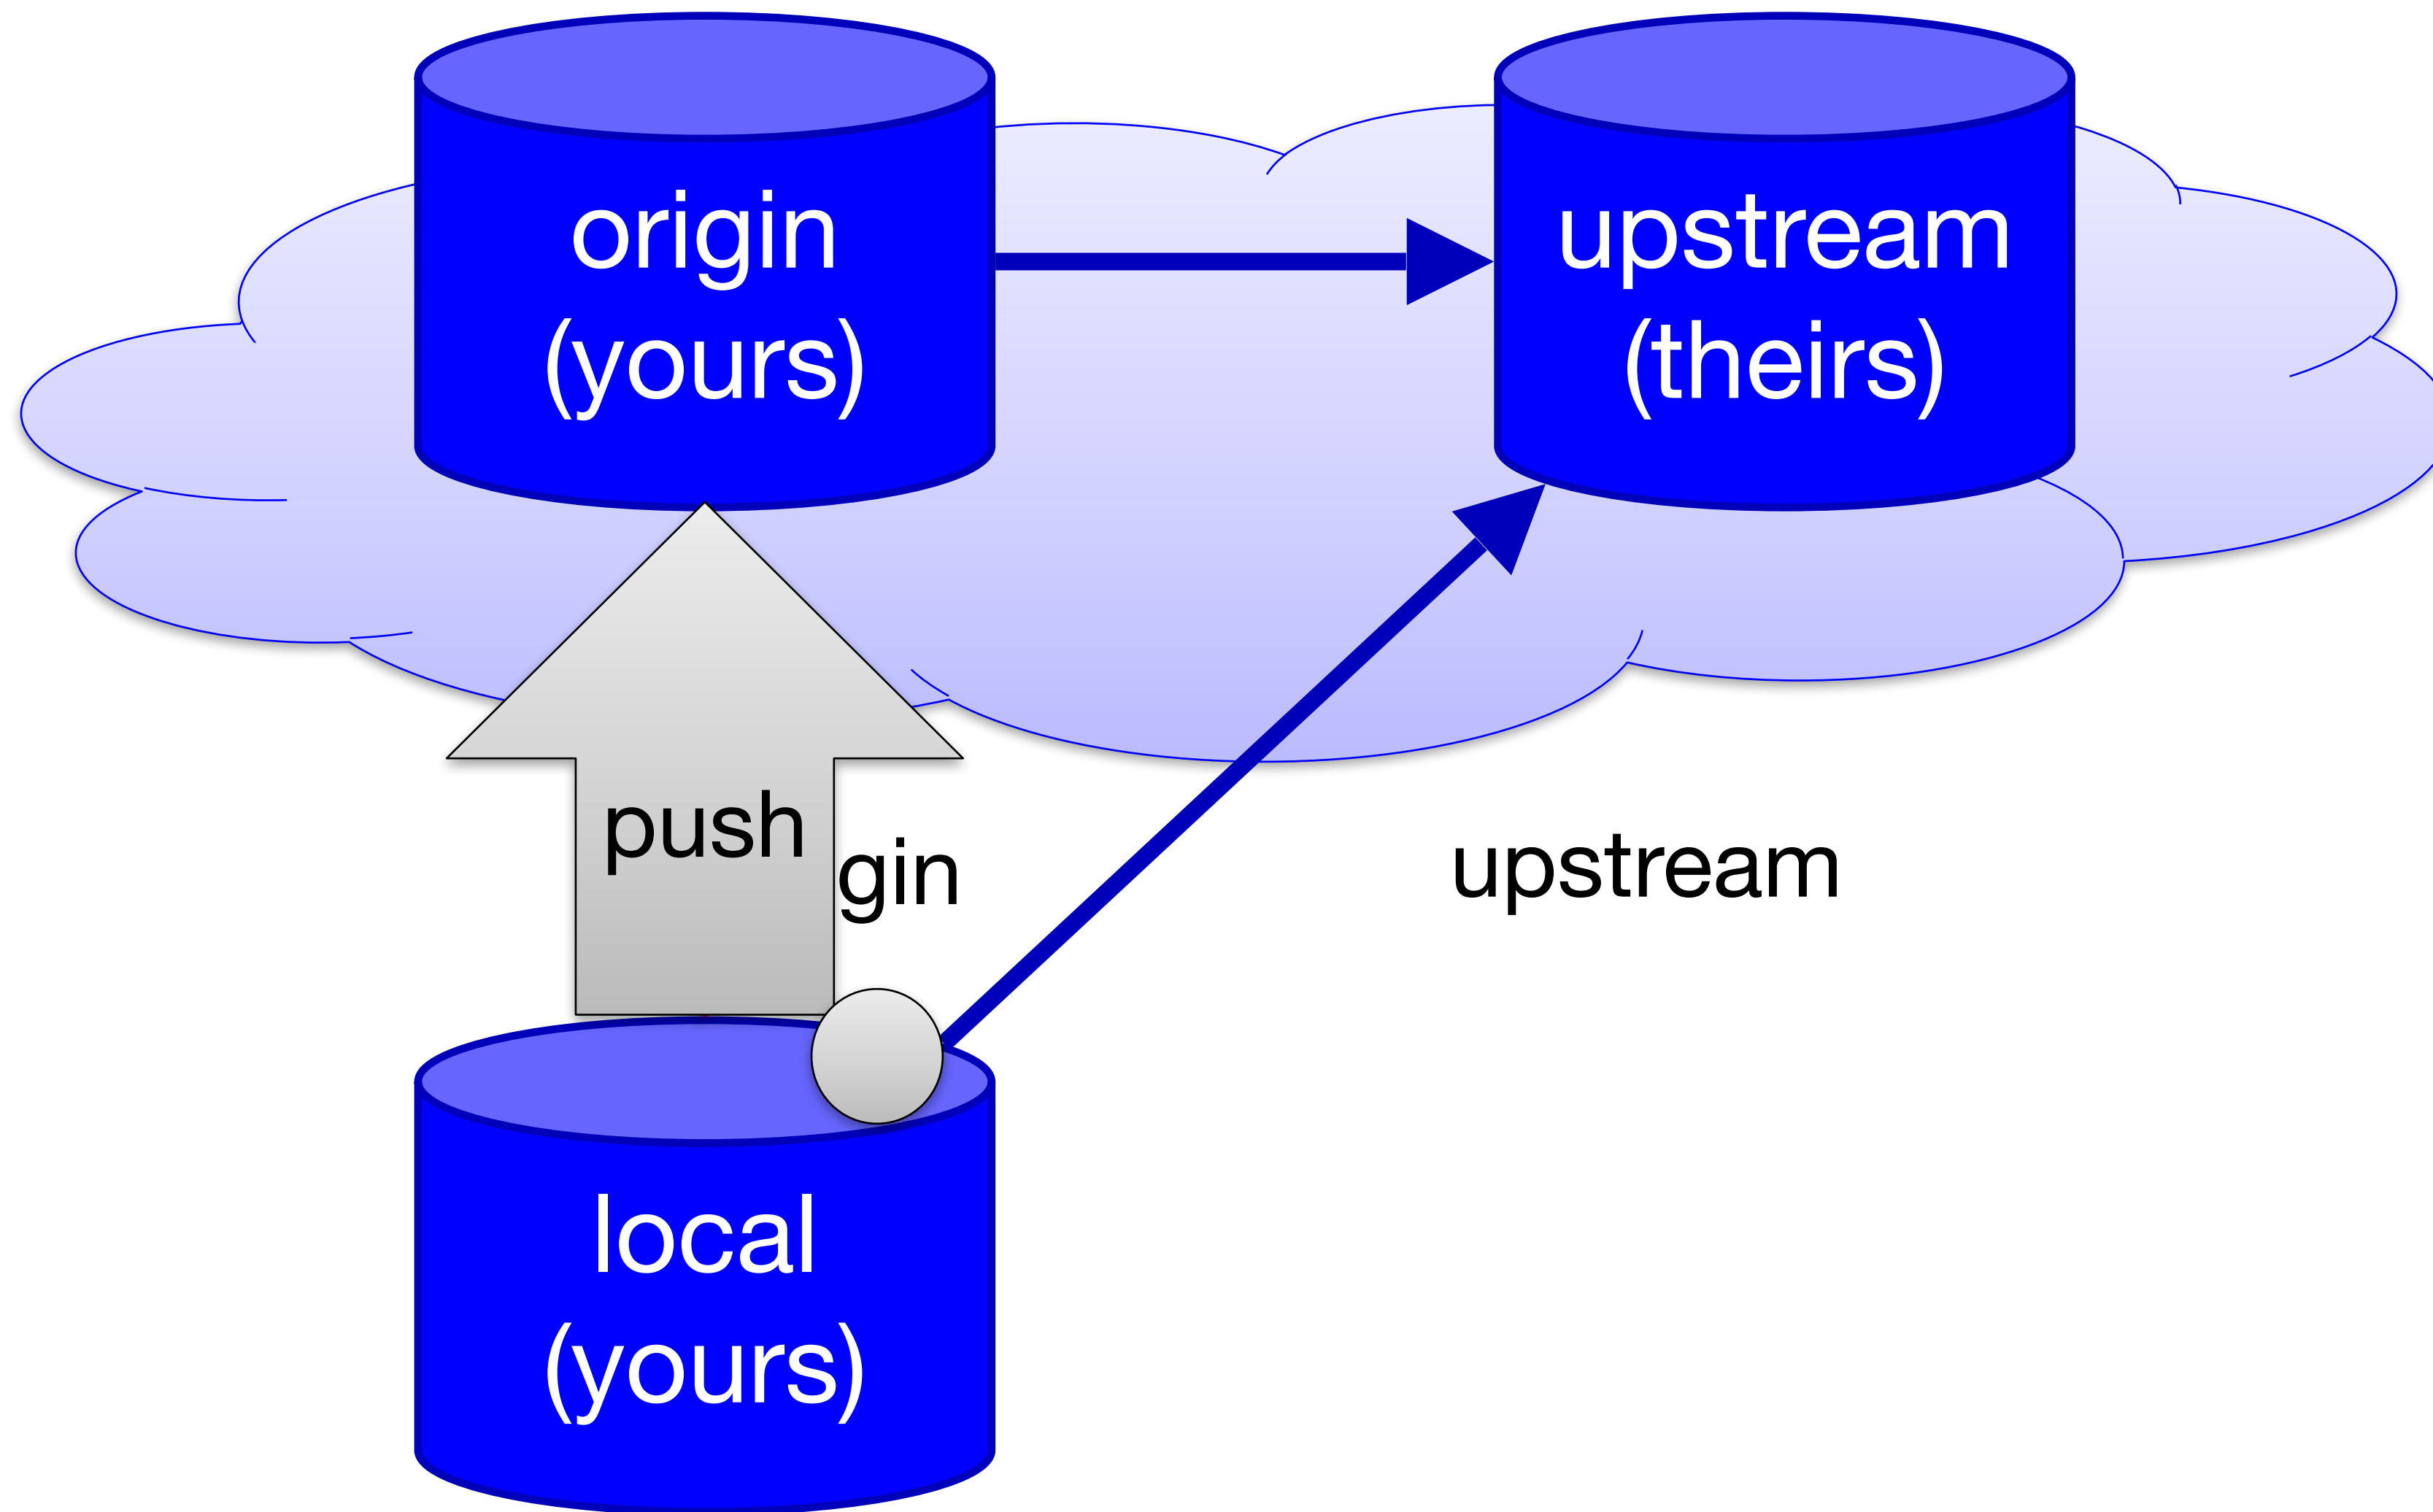 origin
(yours)
upstream
(theirs)
push
gin
upstream
local
(yours)